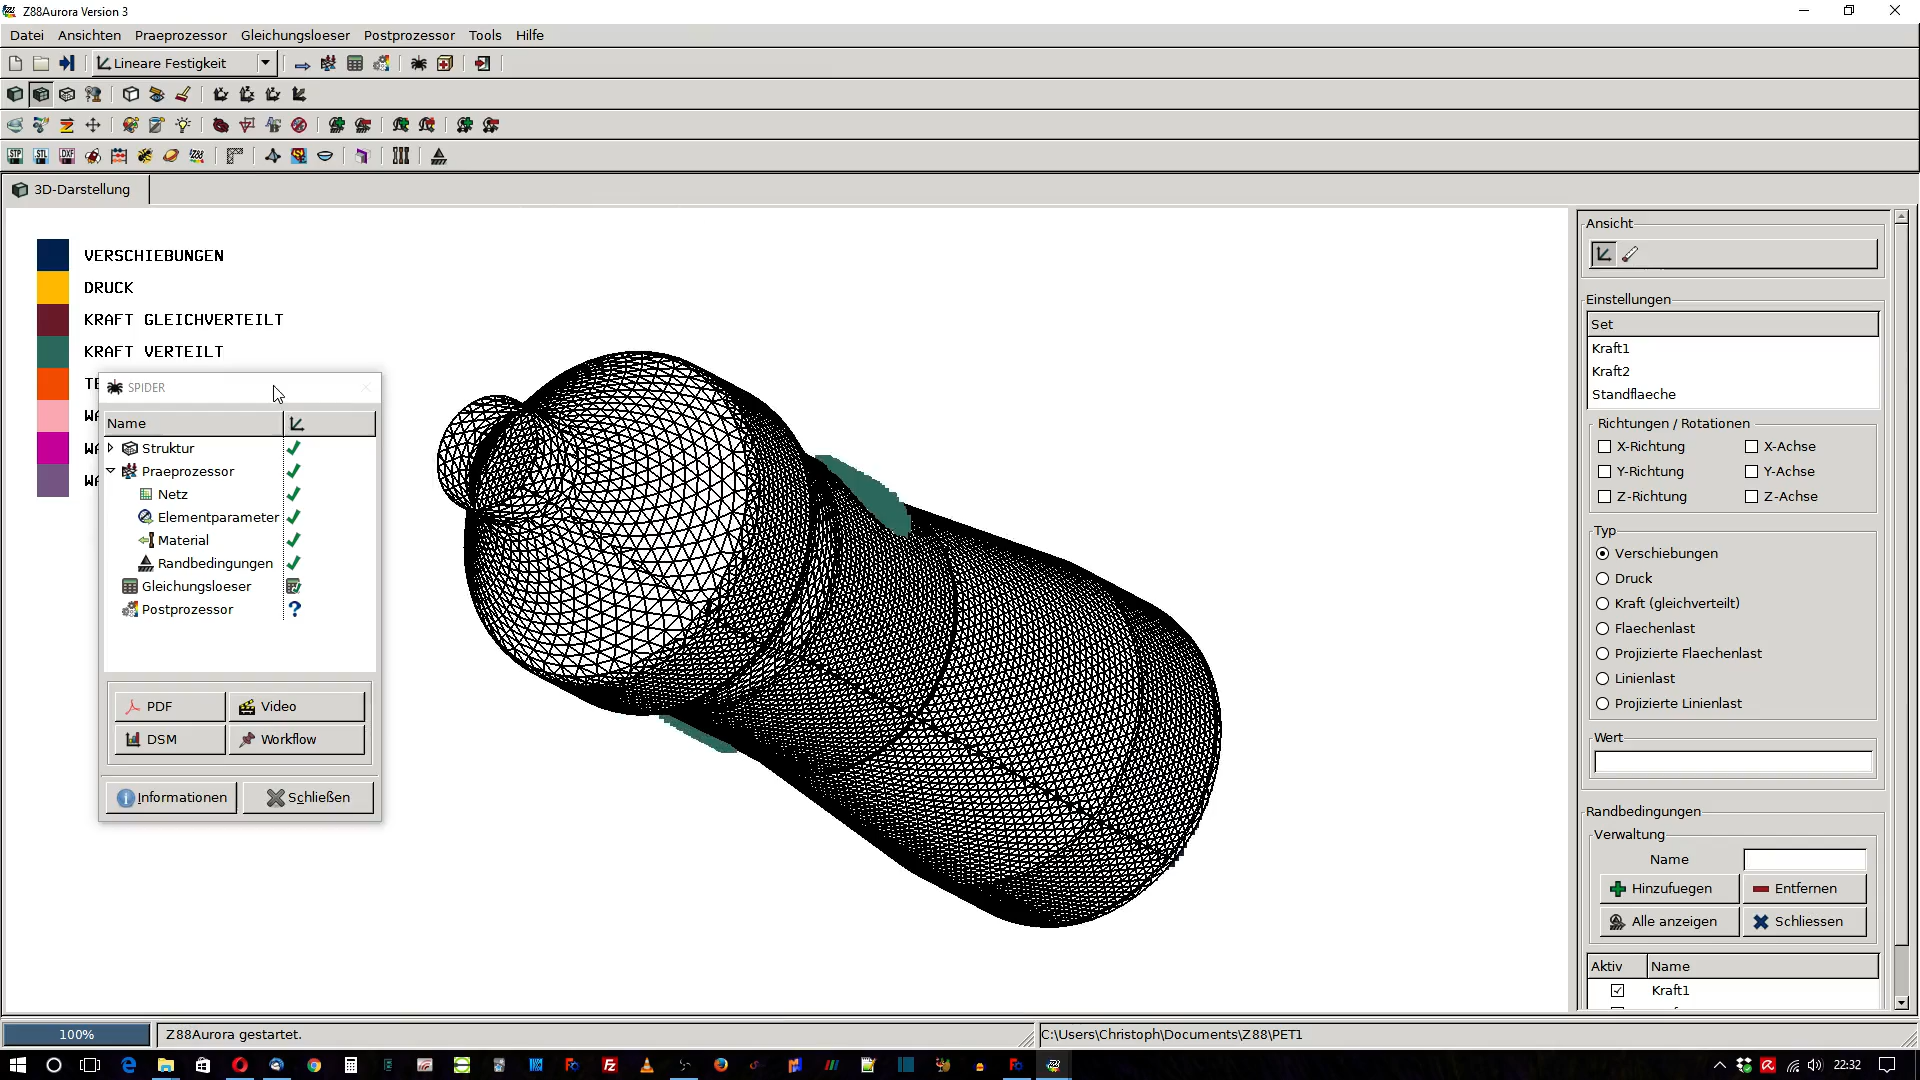 Z88Aurora Version 3
Datei Ansichten Praeprozessor Gleichungsloeser Postprozessor Tools Hilfe
Lineare Festigkeit
3D-Darstellung
VERSCHIEBUNGEN
DRUCK
KRAFT GLEICHVERTEILT
KRAFT VERTEILT
SPIDER
Name
Struktur
Praeprozessor
Netz
Elementparameter
Material
Randbedingungen
Gleichungsloeser
Postprozessor
PDF Video
DSM Workflow
Informationen Schließen
Ansicht
Einstellungen
Set
Kraft1
Kraft2
Standflaeche
Richtungen / Rotationen
X-Richtung X-Achse
Y-Richtung Y-Achse
Z-Richtung Z-Achse
Typ
Verschiebungen
Druck
Kraft (gleichverteilt)
Flaechenlast
Projizierte Flaechenlast
Linienlast
Projizierte Linienlast
Wert
Randbedingungen
Verwaltung
Name
Hinzufuegen Entfernen
Alle anzeigen Schliessen
Aktiv Name
Kraft1
100% Z88Aurora gestartet. C:\Users\Christoph\Documents\Z88\PET1
22:32